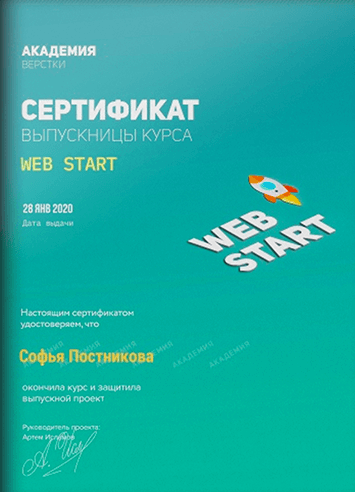 АКАДЕМИЯ
ВЕРСТКИ
СЕРТИФИКАТ
ВЫПУСКНИЦЫ КУРСА
WEB START
28 ЯНВ 2020
Дата выдачи
WEB
START
Настоящим сертификатом
удостоверяем, что
Софья Постникова
АКАДЕМИЯ
АКАДЕМИЯ
АКАДЕМИЯ
окончила курс и защитила
выпускной проект
Руководитель проекта:
Артем Исламов